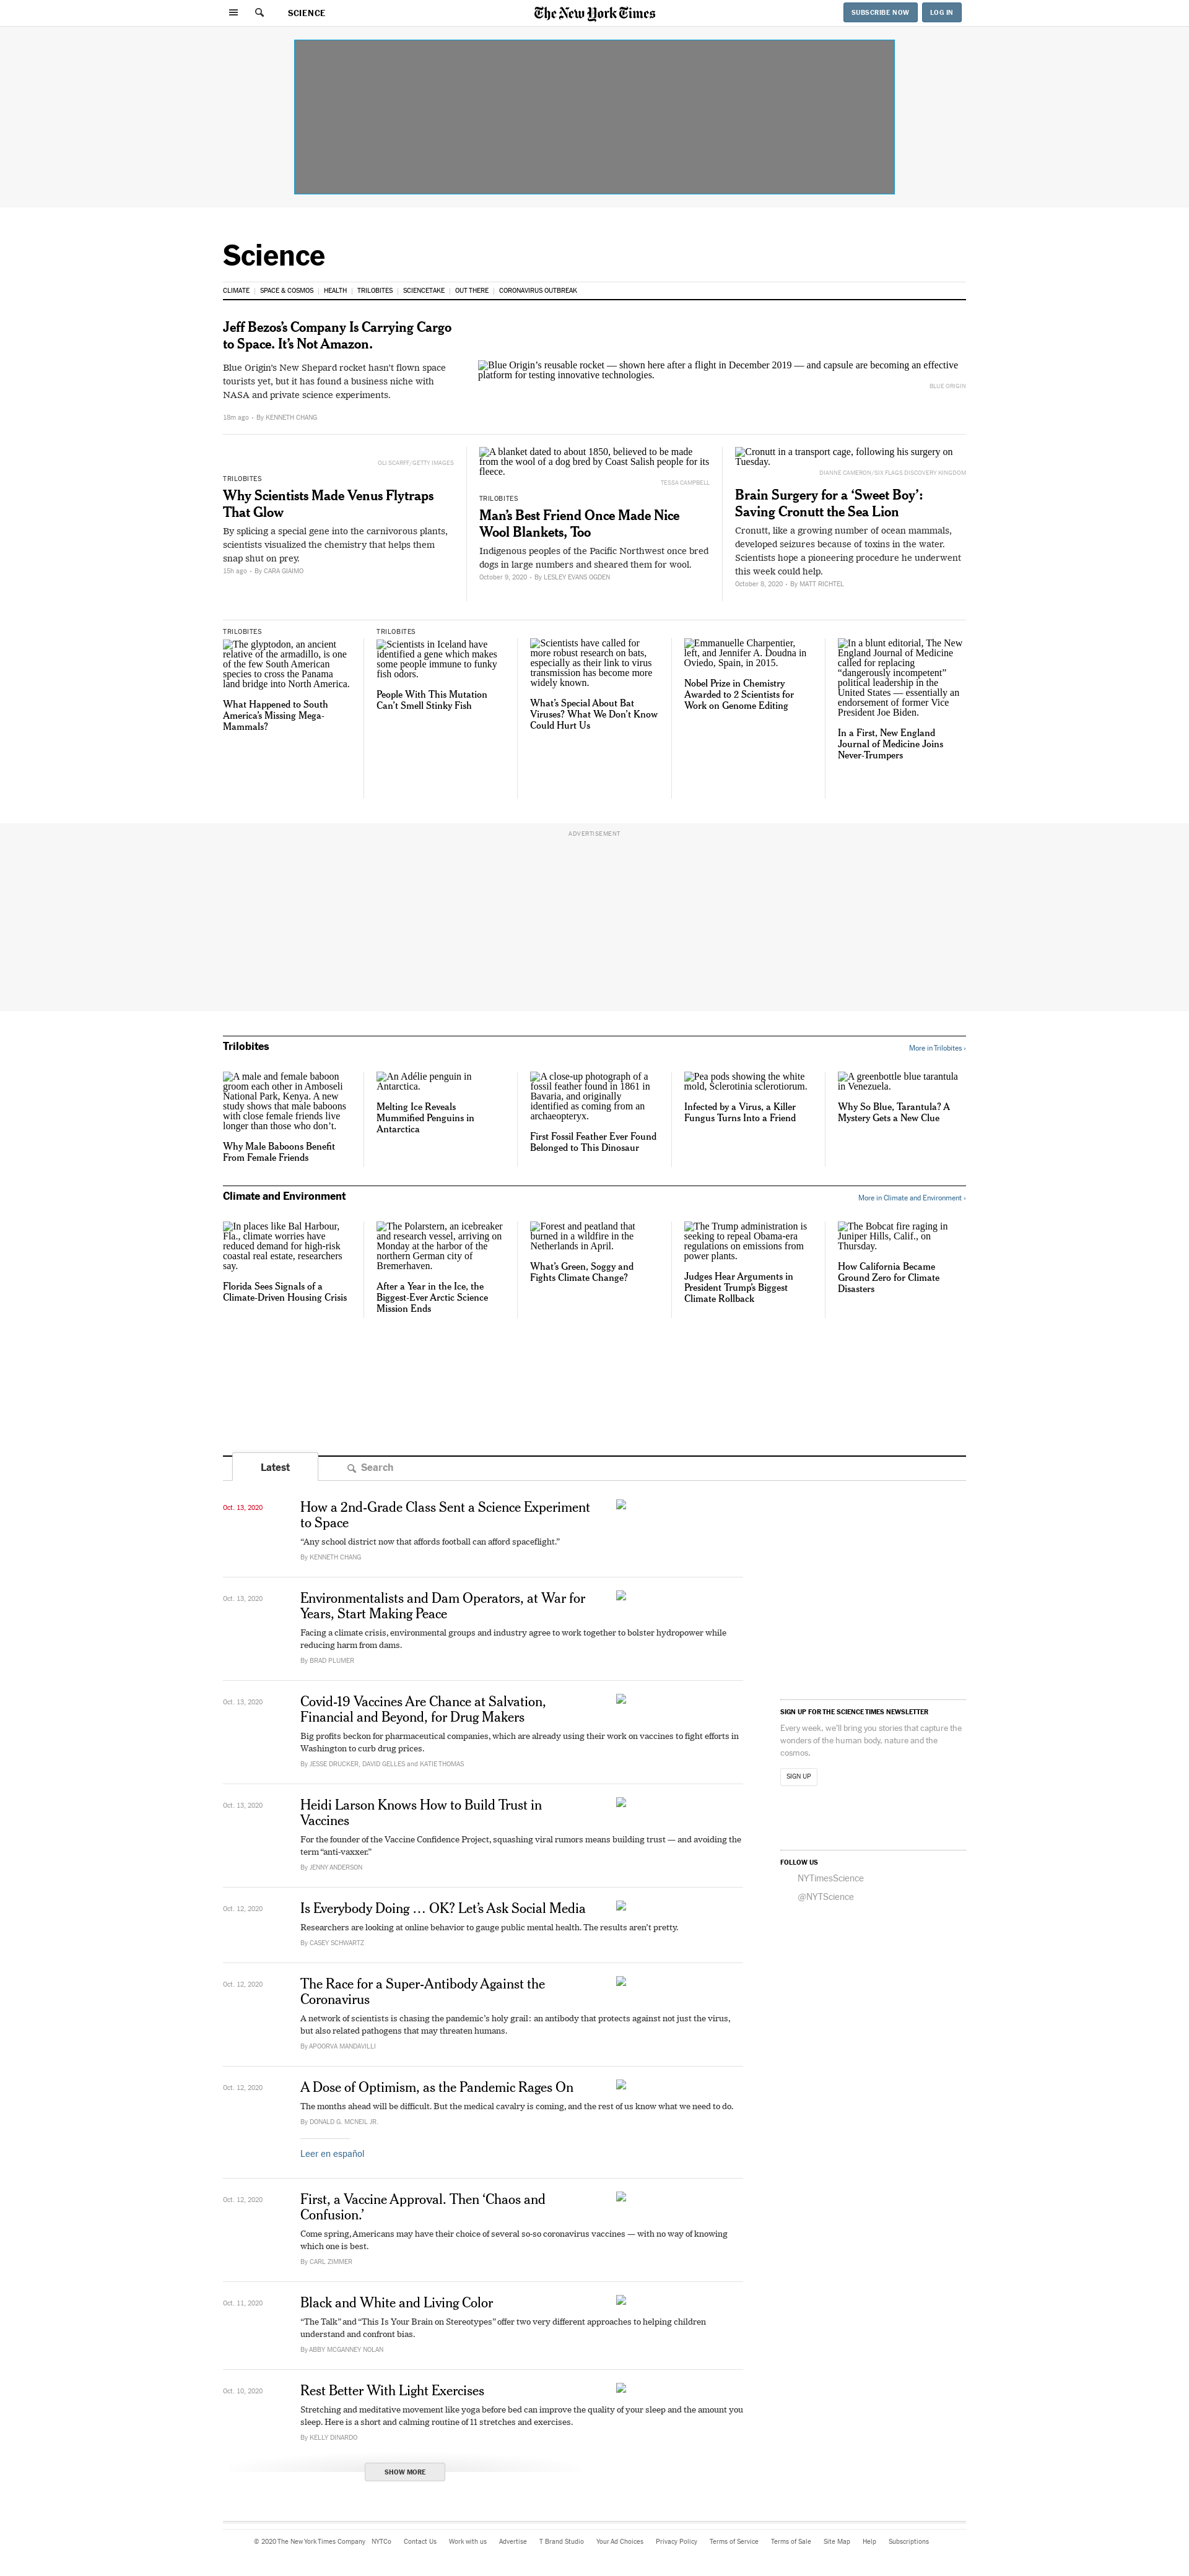 SCIENCE
The New York Times
SUBSCRIBE NOW
LOG IN
Science
CLIMATE | SPACE & COSMOS | HEALTH | TRILOBITES | SCIENCETAKE | OUT THERE | CORONAVIRUS OUTBREAK
Jeff Bezos’s Company Is Carrying Cargo
to Space. It’s Not Amazon.
Blue Origin’s New Shepard rocket hasn’t flown space
tourists yet, but it has found a business niche with
NASA and private science experiments.
18m ago • By KENNETH CHANG
Blue Origin’s reusable rocket — shown here after a flight in December 2019 — and capsule are becoming an effective
platform for testing innovative technologies.
BLUE ORIGIN
OLI SCARFF/GETTY IMAGES
TRILOBITES
Why Scientists Made Venus Flytraps
That Glow
By splicing a special gene into the carnivorous plants,
scientists visualized the chemistry that helps them
snap shut on prey.
15h ago • By CARA GIAIMO
A blanket dated to about 1850, believed to be made
from the wool of a dog bred by Coast Salish people for its
fleece.
TESSA CAMPBELL
TRILOBITES
Man’s Best Friend Once Made Nice
Wool Blankets, Too
Indigenous peoples of the Pacific Northwest once bred
dogs in large numbers and sheared them for wool.
October 9, 2020 • By LESLEY EVANS OGDEN
Cronutt in a transport cage, following his surgery on
Tuesday.
DIANNE CAMERON/SIX FLAGS DISCOVERY KINGDOM
Brain Surgery for a ‘Sweet Boy’:
Saving Cronutt the Sea Lion
Cronutt, like a growing number of ocean mammals,
developed seizures because of toxins in the water.
Scientists hope a pioneering procedure he underwent
this week could help.
October 8, 2020 • By MATT RICHTEL
TRILOBITES
The glyptodon, an ancient
relative of the armadillo, is one
of the few South American
species to cross the Panama
land bridge into North America.
What Happened to South
America’s Missing Mega-
Mammals?
TRILOBITES
Scientists in Iceland have
identified a gene which makes
some people immune to funky
fish odors.
People With This Mutation
Can’t Smell Stinky Fish
Scientists have called for
more robust research on bats,
especially as their link to virus
transmission has become more
widely known.
What’s Special About Bat
Viruses? What We Don’t Know
Could Hurt Us
Emmanuelle Charpentier,
left, and Jennifer A. Doudna in
Oviedo, Spain, in 2015.
Nobel Prize in Chemistry
Awarded to 2 Scientists for
Work on Genome Editing
In a blunt editorial, The New
England Journal of Medicine
called for replacing
“dangerously incompetent”
political leadership in the
United States — essentially an
endorsement of former Vice
President Joe Biden.
In a First, New England
Journal of Medicine Joins
Never-Trumpers
ADVERTISEMENT
Trilobites
More in Trilobites ›
A male and female baboon
groom each other in Amboseli
National Park, Kenya. A new
study shows that male baboons
with close female friends live
longer than those who don’t.
Why Male Baboons Benefit
From Female Friends
An Adélie penguin in
Antarctica.
Melting Ice Reveals
Mummified Penguins in
Antarctica
A close-up photograph of a
fossil feather found in 1861 in
Bavaria, and originally
identified as coming from an
archaeopteryx.
First Fossil Feather Ever Found
Belonged to This Dinosaur
Pea pods showing the white
mold, Sclerotinia sclerotiorum.
Infected by a Virus, a Killer
Fungus Turns Into a Friend
A greenbottle blue tarantula
in Venezuela.
Why So Blue, Tarantula? A
Mystery Gets a New Clue
Climate and Environment
More in Climate and Environment ›
In places like Bal Harbour,
Fla., climate worries have
reduced demand for high-risk
coastal real estate, researchers
say.
Florida Sees Signals of a
Climate-Driven Housing Crisis
The Polarstern, an icebreaker
and research vessel, arriving on
Monday at the harbor of the
northern German city of
Bremerhaven.
After a Year in the Ice, the
Biggest-Ever Arctic Science
Mission Ends
Forest and peatland that
burned in a wildfire in the
Netherlands in April.
What’s Green, Soggy and
Fights Climate Change?
The Trump administration is
seeking to repeal Obama-era
regulations on emissions from
power plants.
Judges Hear Arguments in
President Trump’s Biggest
Climate Rollback
The Bobcat fire raging in
Juniper Hills, Calif., on
Thursday.
How California Became
Ground Zero for Climate
Disasters
Latest
Search
Oct. 13, 2020
How a 2nd-Grade Class Sent a Science Experiment
to Space
“Any school district now that affords football can afford spaceflight.”
By KENNETH CHANG
Oct. 13, 2020
Environmentalists and Dam Operators, at War for
Years, Start Making Peace
Facing a climate crisis, environmental groups and industry agree to work together to bolster hydropower while
reducing harm from dams.
By BRAD PLUMER
Oct. 13, 2020
Covid-19 Vaccines Are Chance at Salvation,
Financial and Beyond, for Drug Makers
Big profits beckon for pharmaceutical companies, which are already using their work on vaccines to fight efforts in
Washington to curb drug prices.
By JESSE DRUCKER, DAVID GELLES and KATIE THOMAS
Oct. 13, 2020
Heidi Larson Knows How to Build Trust in
Vaccines
For the founder of the Vaccine Confidence Project, squashing viral rumors means building trust — and avoiding the
term “anti-vaxxer.”
By JENNY ANDERSON
Oct. 12, 2020
Is Everybody Doing … OK? Let’s Ask Social Media
Researchers are looking at online behavior to gauge public mental health. The results aren’t pretty.
By CASEY SCHWARTZ
Oct. 12, 2020
The Race for a Super-Antibody Against the
Coronavirus
A network of scientists is chasing the pandemic’s holy grail: an antibody that protects against not just the virus,
but also related pathogens that may threaten humans.
By APOORVA MANDAVILLI
Oct. 12, 2020
A Dose of Optimism, as the Pandemic Rages On
The months ahead will be difficult. But the medical cavalry is coming, and the rest of us know what we need to do.
By DONALD G. MCNEIL JR.
Leer en español
Oct. 12, 2020
First, a Vaccine Approval. Then ‘Chaos and
Confusion.’
Come spring, Americans may have their choice of several so-so coronavirus vaccines — with no way of knowing
which one is best.
By CARL ZIMMER
Oct. 11, 2020
Black and White and Living Color
“The Talk” and “This Is Your Brain on Stereotypes” offer two very different approaches to helping children
understand and confront bias.
By ABBY MCGANNEY NOLAN
Oct. 10, 2020
Rest Better With Light Exercises
Stretching and meditative movement like yoga before bed can improve the quality of your sleep and the amount you
sleep. Here is a short and calming routine of 11 stretches and exercises.
By KELLY DINARDO
SHOW MORE
SIGN UP FOR THE SCIENCE TIMES NEWSLETTER
Every week, we’ll bring you stories that capture the
wonders of the human body, nature and the
cosmos.
SIGN UP
FOLLOW US
NYTimesScience
@NYTScience
© 2020 The New York Times Company NYTCo Contact Us Work with us Advertise T Brand Studio Your Ad Choices Privacy Policy Terms of Service Terms of Sale Site Map Help Subscriptions